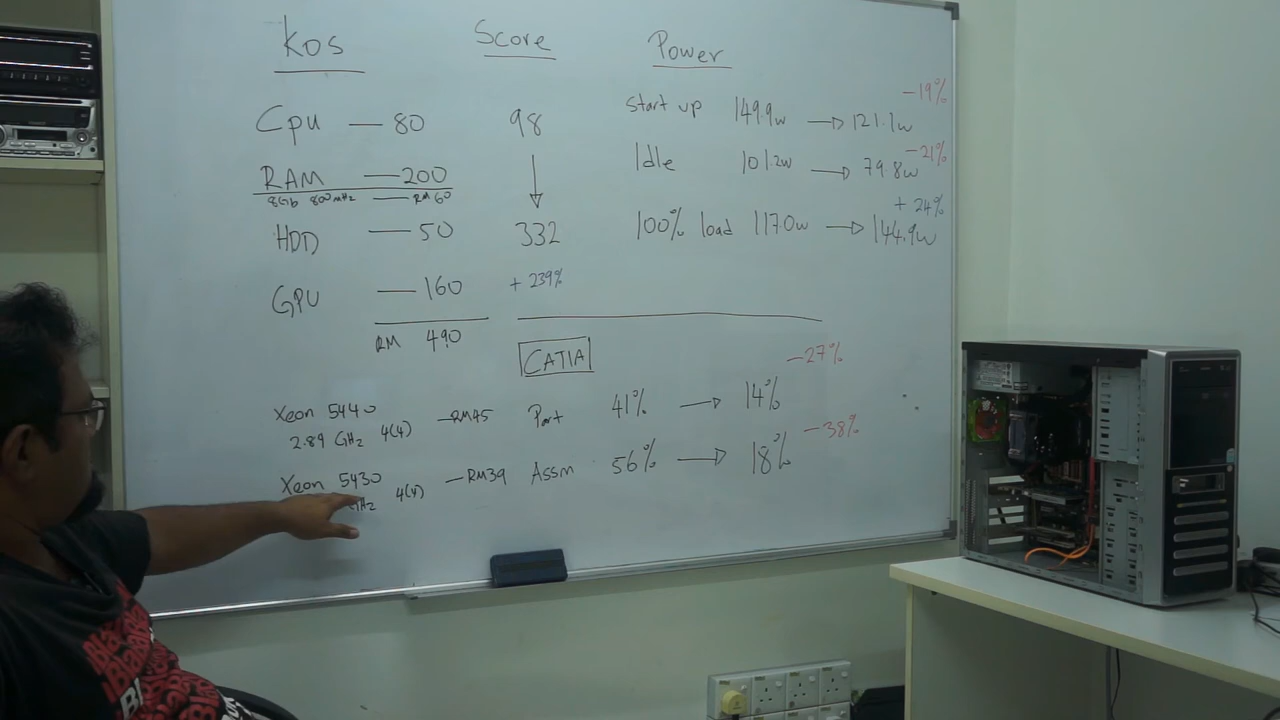 Kos
Cpu — 80
RAM — 200
8Gb 800mHz — RM 60
HDD — 50
GPU — 160
RM 490
Xeon 5440 — RM45
2.89 GHz 4(4)
Xeon 5430 — RM39
GHz 4(4)
Score
98
↓
332
+ 239%
Power
Start up 149.9w → 121.1w -19%
Idle 101.2w → 79.8w -21%
100% load 117.0w → 144.9w + 24%
CATIA
Part 41% → 14% -27%
Assm 56% → 18% -38%